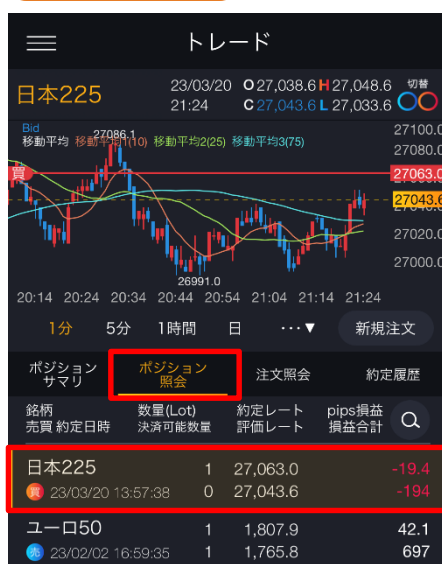 トレード
日本225
23/03/20 O 27,038.6 H 27,048.6 切替
21:24 C 27,043.6 L 27,033.6
Bid
27086.1
移動平均 移動平均1(10) 移動平均2(25) 移動平均3(75)
27100.0
27080.0
買
27063.0
27043.6
27020.0
27000.0
26991.0
20:14 20:24 20:34 20:44 20:54 21:04 21:14 21:24
1分 5分 1時間 日 ···▼ 新規注文
ポジション
サマリ
ポジション
照会
注文照会
約定履歴
銘柄 数量(Lot) 約定レート pips損益
売買 約定日時 決済可能数量 評価レート 損益合計
日本225 1 27,063.0 -19.4
買 23/03/20 13:57:38 0 27,043.6 -194
ユーロ50 1 1,807.9 42.1
売 23/02/02 16:59:35 1 1,765.8 697